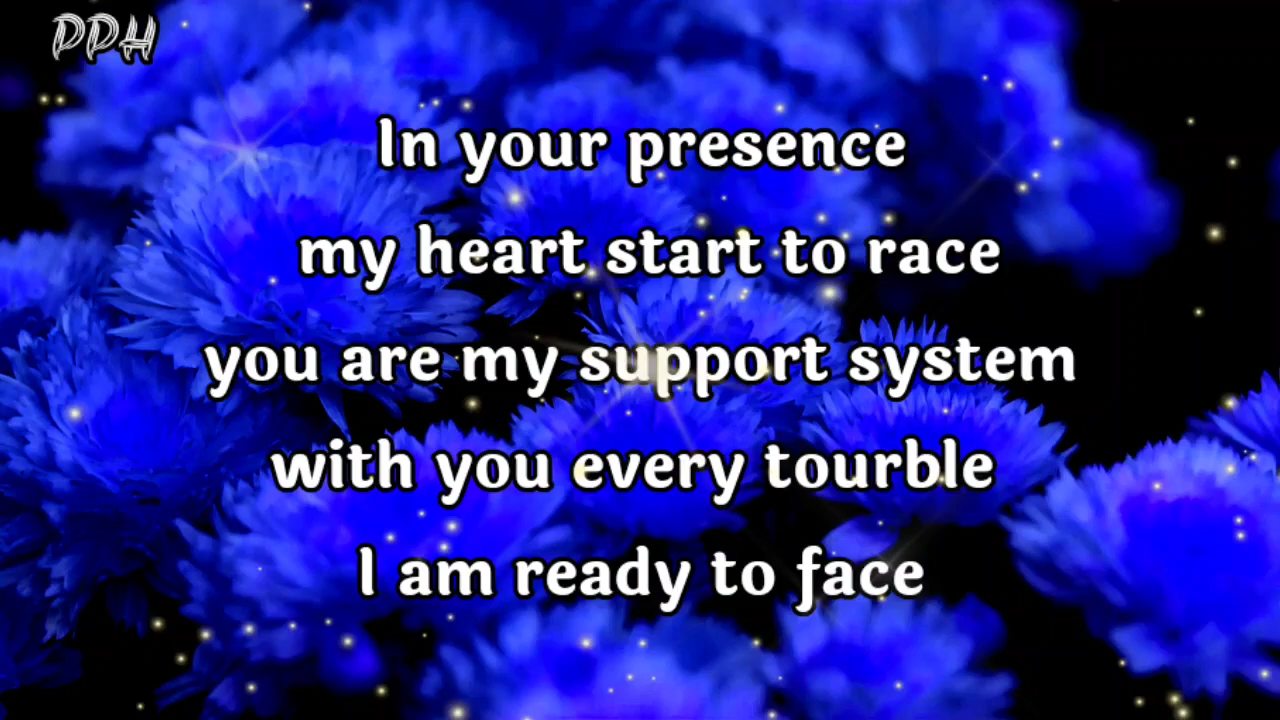 PPH
In your presence
my heart start to race
you are my support system
with you every tourble
I am ready to face